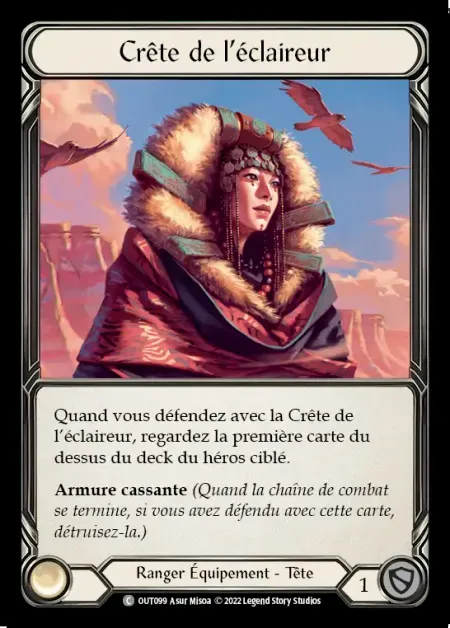 Crête de l'éclaireur
Quand vous défendez avec la Crête de
l'éclaireur, regardez la première carte du
dessus du deck du héros ciblé.
Armure cassante (Quand la chaîne de combat
se termine, si vous avez défendu avec cette carte,
détruisez-la.)
Ranger Équipement - Tête
1
C OUT099 Asur Misoa © 2022 Legend Story Studios